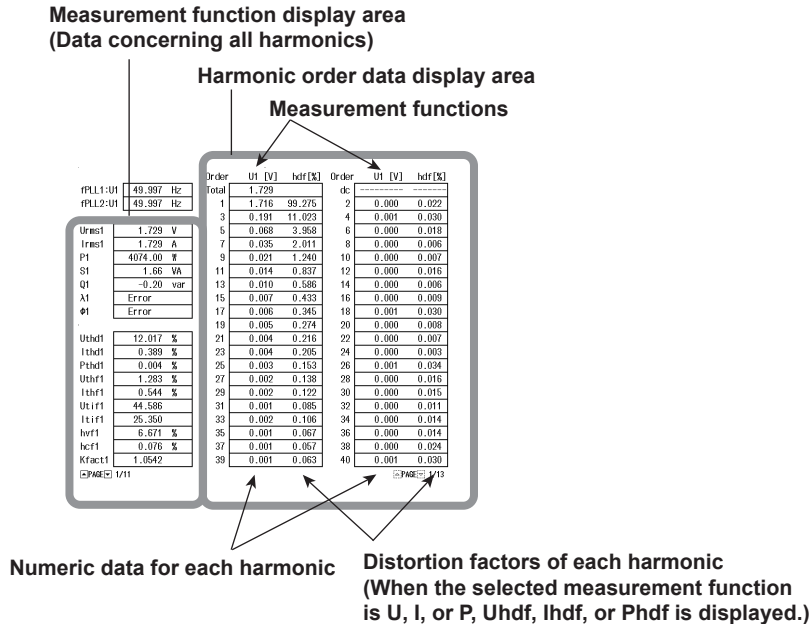 Measurement function display area
(Data concerning all harmonics)
Harmonic order data display area
Measurement functions
Order U1 [V] hdf[%] Order U1 [V] hdf[%]
fPLL1:U1 49.997 Hz Total 1.729 dc -------- --------
fPLL2:U1 49.997 Hz 1 1.716 99.275 2 0.000 0.022
3 0.191 11.023 4 0.001 0.030
Urms1 1.729 V 5 0.068 3.958 6 0.000 0.018
Irms1 1.729 A 7 0.035 2.011 8 0.000 0.006
P1 4074.00 W 9 0.021 1.240 10 0.000 0.007
S1 1.66 VA 11 0.014 0.837 12 0.000 0.016
Q1 -0.20 var 13 0.010 0.586 14 0.000 0.006
λ1 Error 15 0.007 0.433 16 0.000 0.009
Φ1 Error 17 0.006 0.345 18 0.001 0.030
19 0.005 0.274 20 0.000 0.008
Uthd1 12.017 % 21 0.004 0.216 22 0.000 0.007
Ithd1 0.389 % 23 0.004 0.205 24 0.000 0.003
Pthd1 0.004 % 25 0.003 0.153 26 0.001 0.034
Uthf1 1.283 % 27 0.002 0.138 28 0.000 0.016
Ithf1 0.544 % 29 0.002 0.122 30 0.000 0.015
Utif1 44.586 31 0.001 0.085 32 0.000 0.011
Itif1 25.350 33 0.002 0.106 34 0.000 0.014
hvf1 6.671 % 35 0.001 0.067 36 0.000 0.014
hcf1 0.076 % 37 0.001 0.057 38 0.000 0.024
Kfact1 1.0542 39 0.001 0.063 40 0.001 0.030
PAGE 1/11 PAGE 1/13
Numeric data for each harmonic
Distortion factors of each harmonic
(When the selected measurement function
is U, I, or P, Uhdf, Ihdf, or Phdf is displayed.)